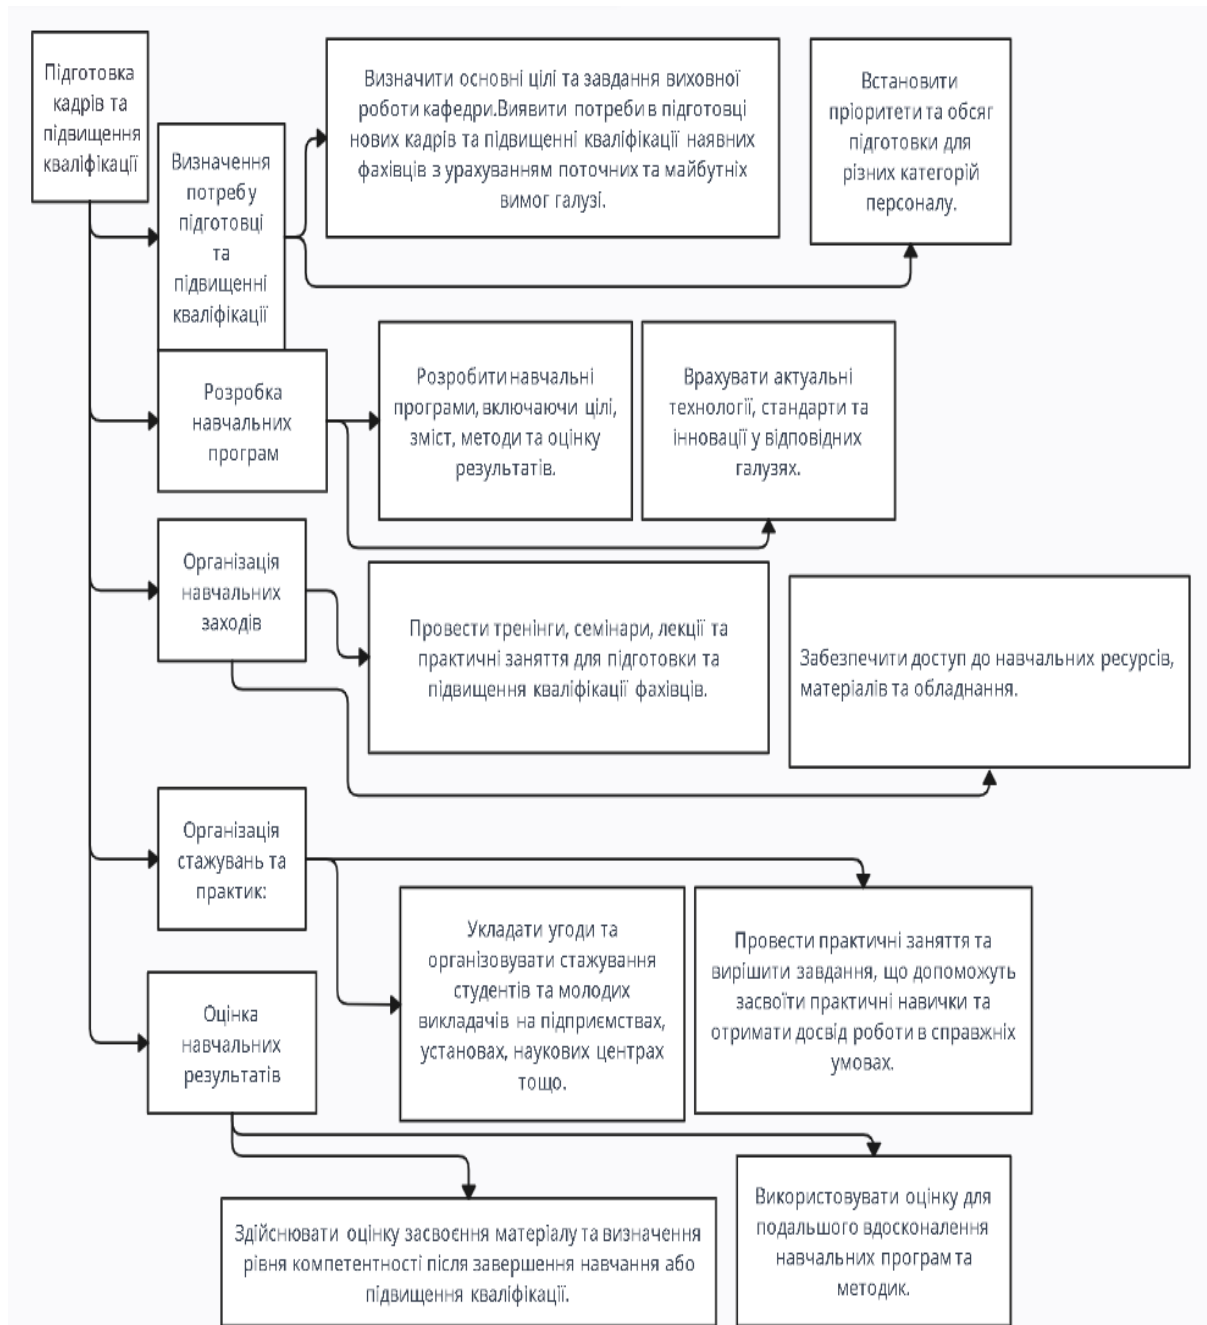 Підготовка
кадрів та
підвищення
кваліфікації
Визначення
потреб у
підготовці
та
підвищенні
кваліфікації
Визначити основні цілі та завдання виховної
роботи кафедри.Виявити потреби в підготовці
нових кадрів та підвищенні кваліфікації наявних
фахівців з урахуванням поточних та майбутніх
вимог галузі.
Встановити
пріоритети та обсяг
підготовки для
різних категорій
персоналу.
Розробка
навчальних
програм
Розробити навчальні
програми, включаючи цілі,
зміст, методи та оцінку
результатів.
Врахувати актуальні
технології, стандарти та
інновації у відповідних
галузях.
Організація
навчальних
заходів
Провести тренінги, семінари, лекції та
практичні заняття для підготовки та
підвищення кваліфікації фахівців.
Забезпечити доступ до навчальних ресурсів,
матеріалів та обладнання.
Організація
стажувань та
практик:
Укладати угоди та
організовувати стажування
студентів та молодих
викладачів на підприємствах,
установах, наукових центрах
тощо.
Провести практичні заняття та
вирішити завдання, що допоможуть
засвоїти практичні навички та
отримати досвід роботи в справжніх
умовах.
Оцінка
навчальних
результатів
Здійснювати оцінку засвоєння матеріалу та визначення
рівня компетентності після завершення навчання або
підвищення кваліфікації.
Використовувати оцінку для
подальшого вдосконалення
навчальних програм та
методик.